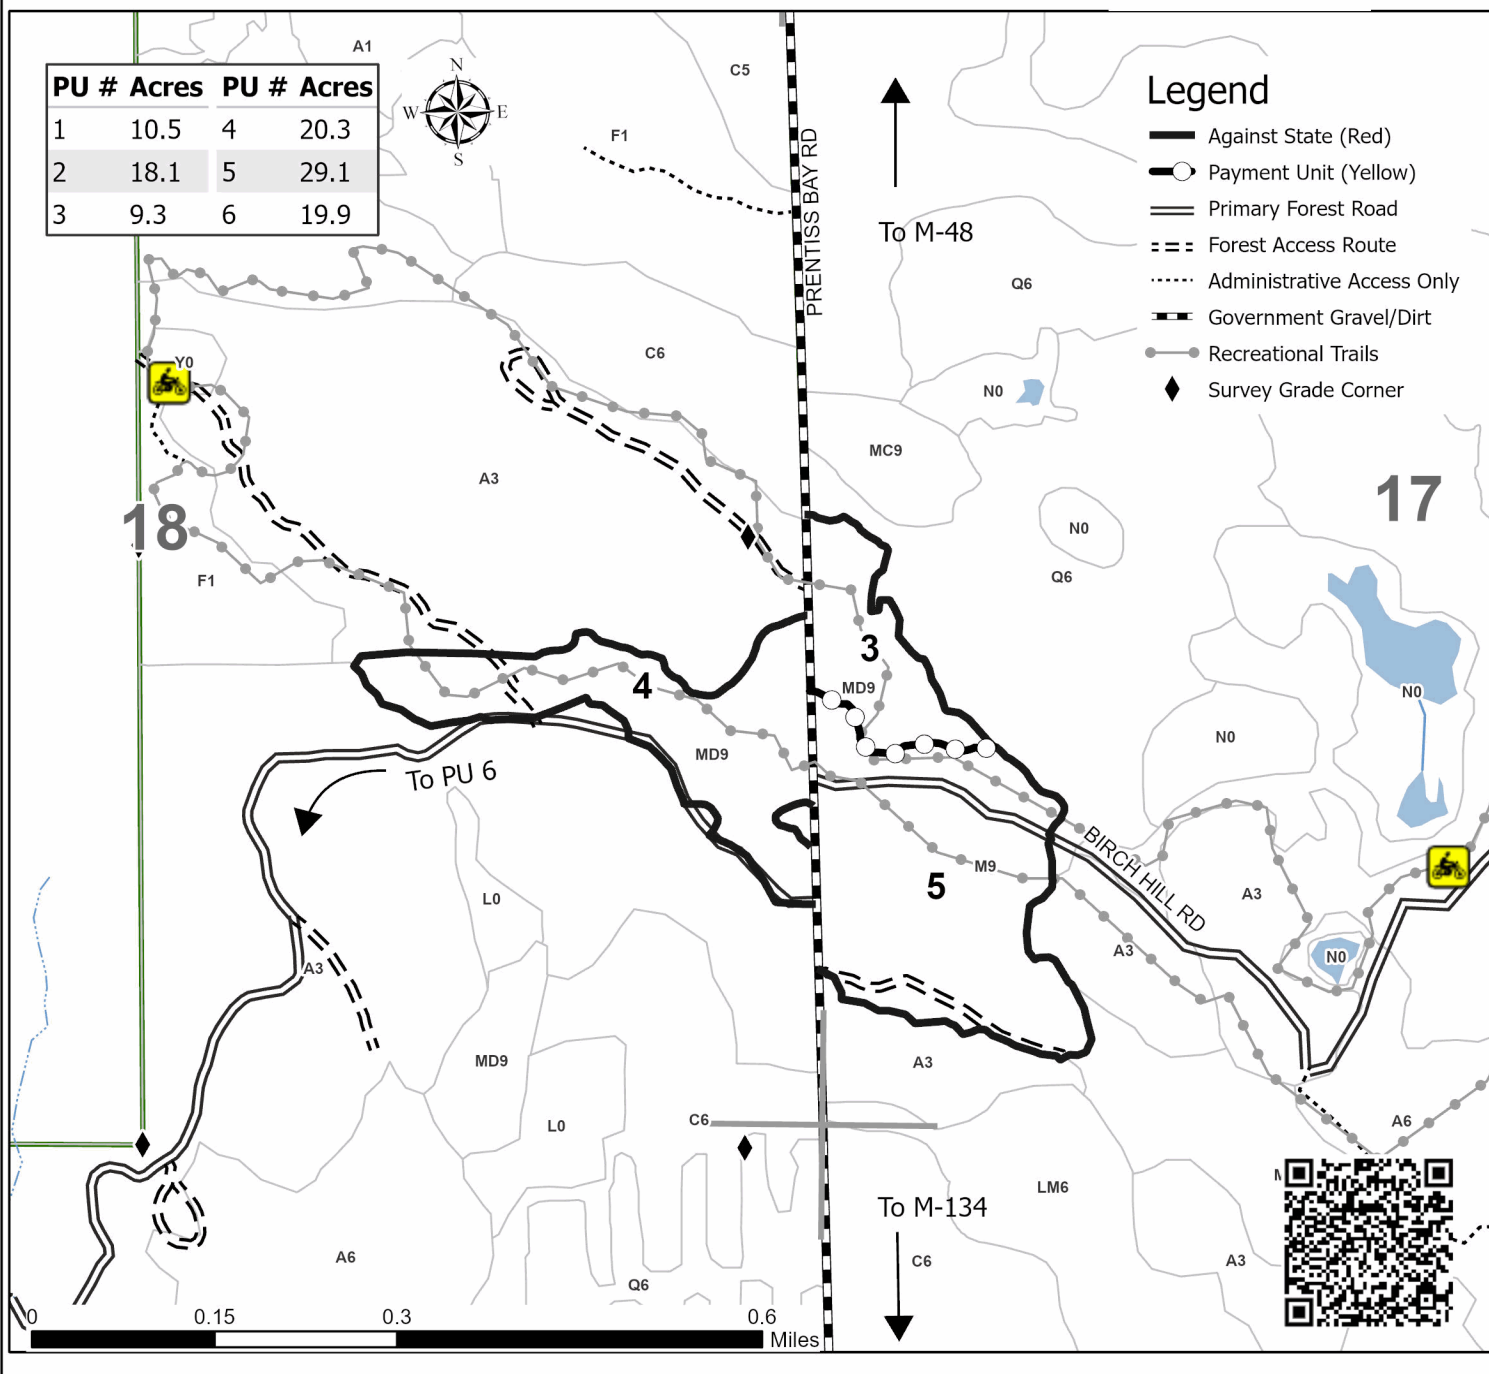 A1
C5
PU # Acres PU # Acres
1 10.5 4 20.3
2 18.1 5 29.1
3 9.3 6 19.9
N
W E
S
F1
PRENTISS BAY RD
To M-48
Legend
Against State (Red)
Payment Unit (Yellow)
Primary Forest Road
Forest Access Route
Administrative Access Only
Government Gravel/Dirt
Recreational Trails
Survey Grade Corner
Q6
C6
Y0
N0
MC9
A3
17
18
N0
F1
Q6
3
4
MD9
N0
MD9
N0
To PU 6
BIRCH HILL RD
M9
5
L0
A3
A3
N0
A3
MD9
A3
C6
L0
A6
LM6
To M-134
A6
C6
A3
Q6
0 0.15 0.3 0.6
Miles